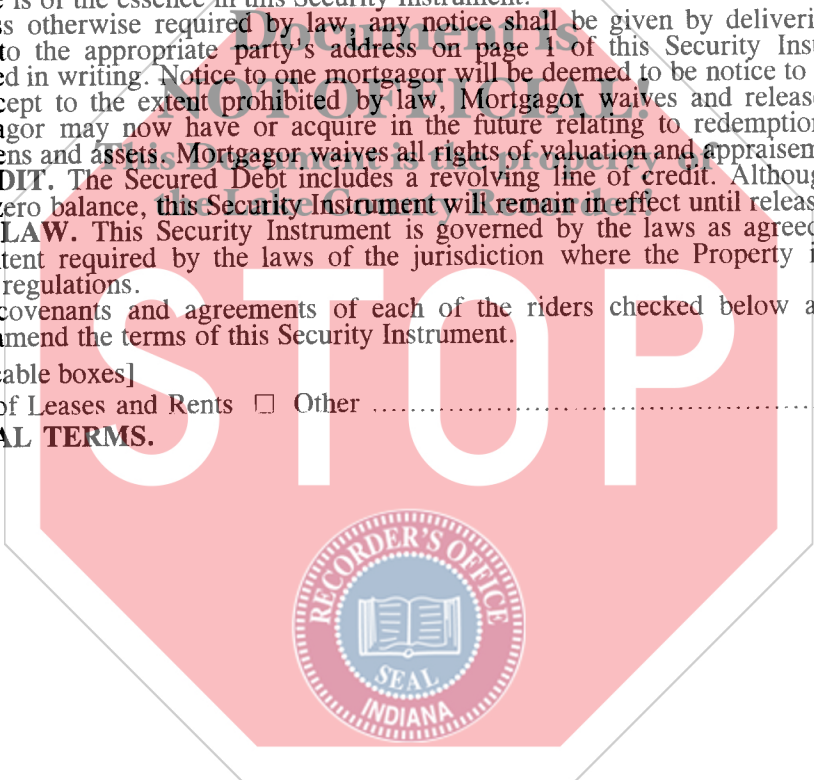 e is of the essence in this Security Instrument.
ss otherwise required by law, any notice shall be given by deliveri
to the appropriate party's address on page 1 of this Security Inst
ed in writing. Notice to one mortgagor will be deemed to be notice to
cept to the extent prohibited by law, Mortgagor waives and release
agor may now have or acquire in the future relating to redemption
ens and assets. Mortgagor waives all rights of valuation and appraisem
DIT. The Secured Debt includes a revolving line of credit. Althoug
zero balance, this Security Instrument will remain in effect until releas
LAW. This Security Instrument is governed by the laws as agreed
tent required by the laws of the jurisdiction where the Property i
regulations.
covenants and agreements of each of the riders checked below a
amend the terms of this Security Instrument.
cable boxes]
of Leases and Rents ☐ Other ........................................
AL TERMS.
Document is
NOT OFFICIAL!
This Document is the property of
the Lake County Recorder!
STOP
RECORDER'S OFFICE
SEAL
INDIANA